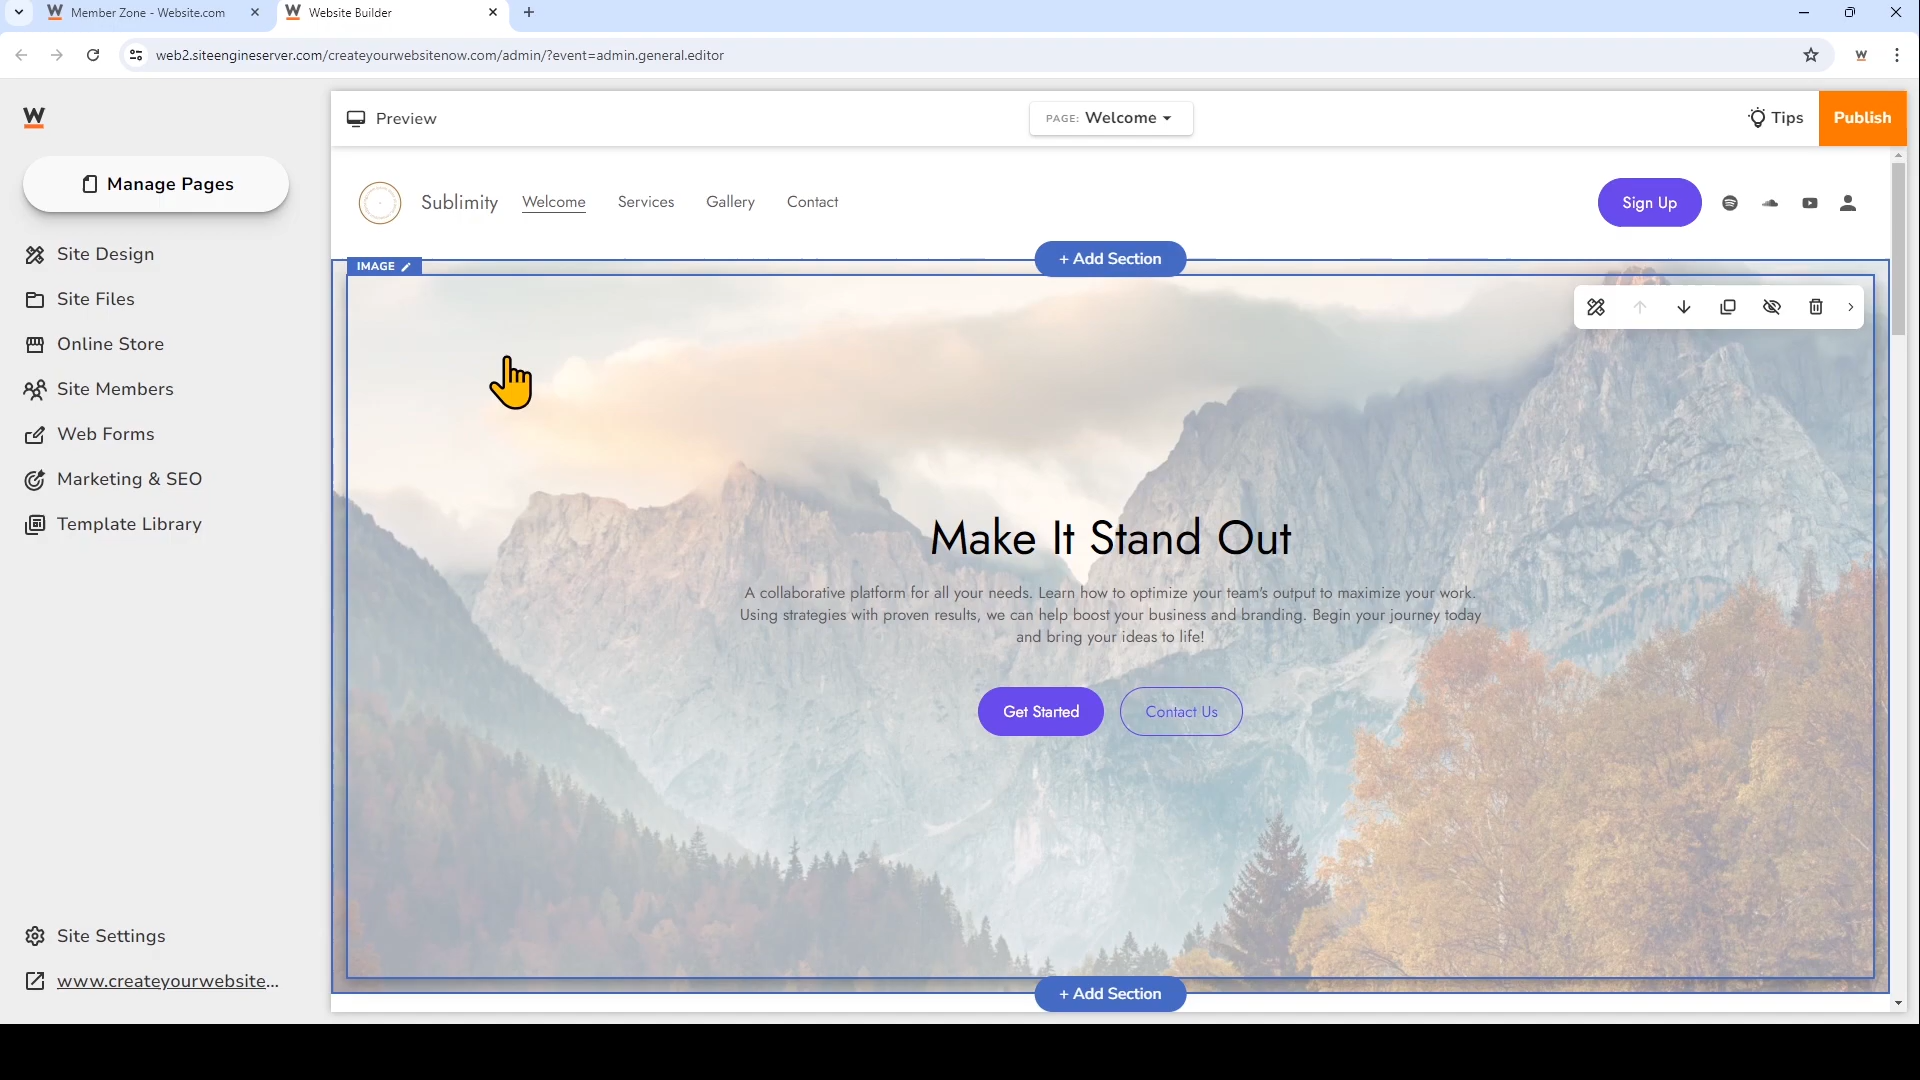 Member Zone - Website.com
Website Builder
web2.siteengineserver.com/createyourwebsitenow.com/admin/?event=admin.general.editor
W
Manage Pages
Site Design
Site Files
Online Store
Site Members
Web Forms
Marketing & SEO
Template Library
Site Settings
www.createyourwebsite...
Preview
PAGE: Welcome
Tips
Publish
Sublimity
Welcome
Services
Gallery
Contact
Sign Up
+ Add Section
IMAGE
Make It Stand Out
A collaborative platform for all your needs. Learn how to optimize your team's output to maximize your work.
Using strategies with proven results, we can help boost your business and branding. Begin your journey today
and bring your ideas to life!
Get Started
Contact Us
+ Add Section